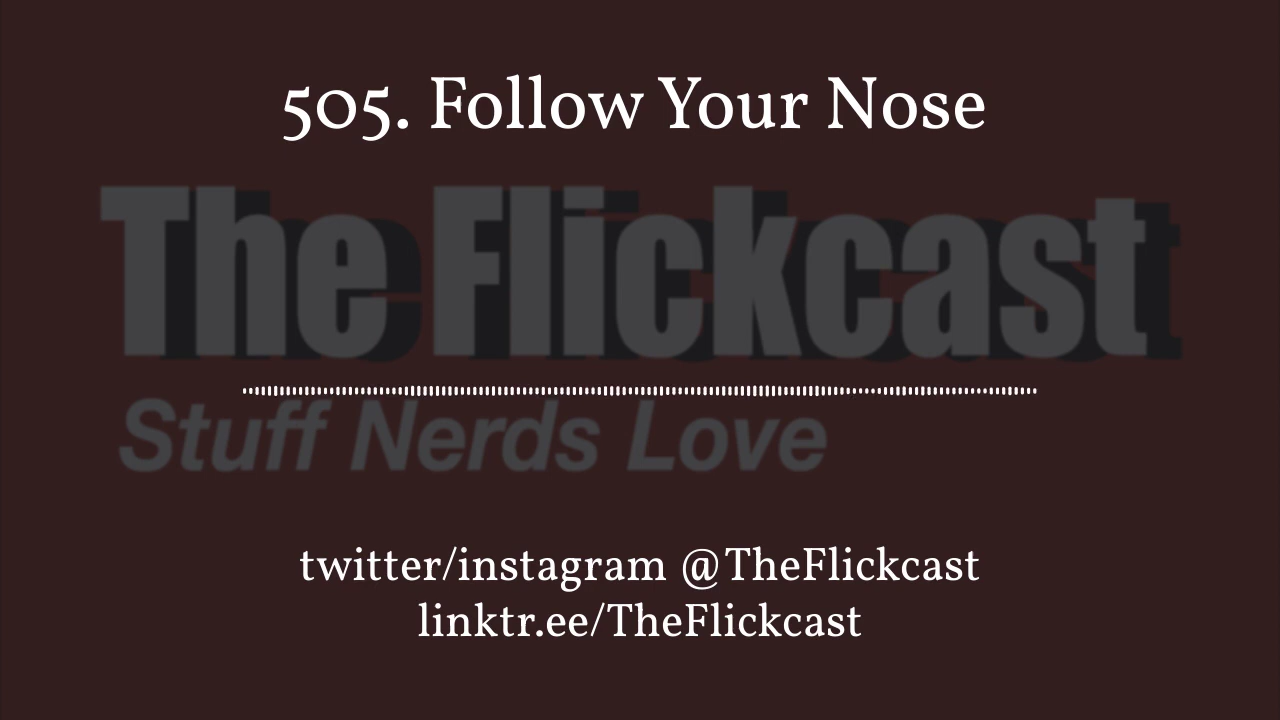 505. Follow Your Nose
The Flickcast
Stuff Nerds Love
twitter/instagram @TheFlickcast
linktr.ee/TheFlickcast